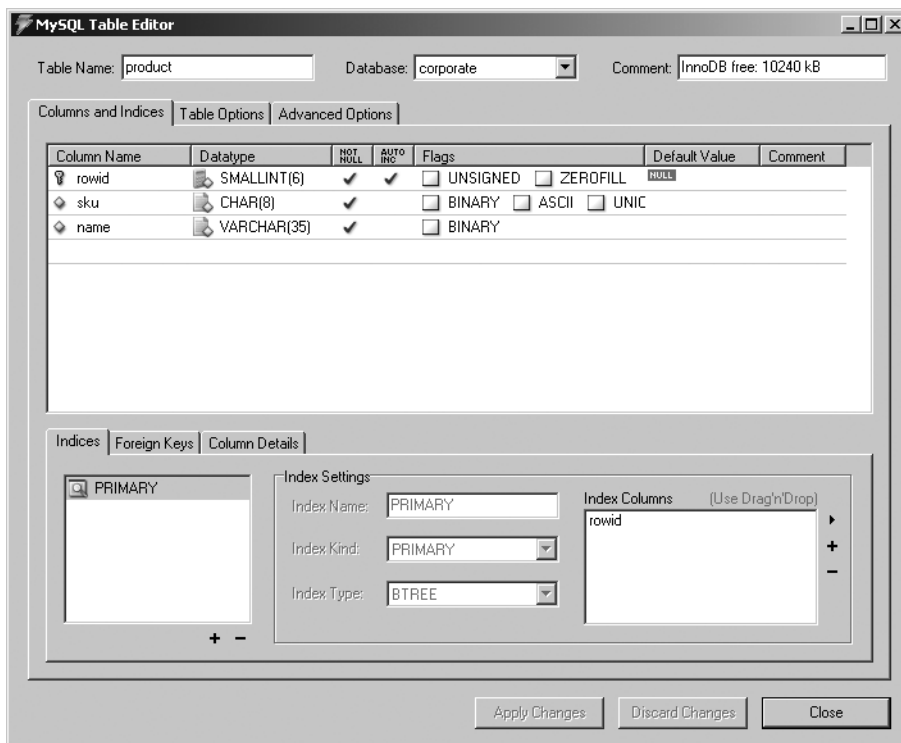 MySQL Table Editor
Table Name: product Database: corporate Comment: InnoDB free: 10240 kB
Columns and Indices Table Options Advanced Options
Column Name Datatype NOT NULL AUTO INC Flags Default Value Comment
rowid SMALLINT(6) UNSIGNED ZEROFILL NULL
sku CHAR(8) BINARY ASCII UNIC
name VARCHAR(35) BINARY
Indices Foreign Keys Column Details
PRIMARY
Index Settings
Index Name: PRIMARY
Index Kind: PRIMARY
Index Type: BTREE
Index Columns (Use Drag'n'Drop)
rowid
Apply Changes Discard Changes Close